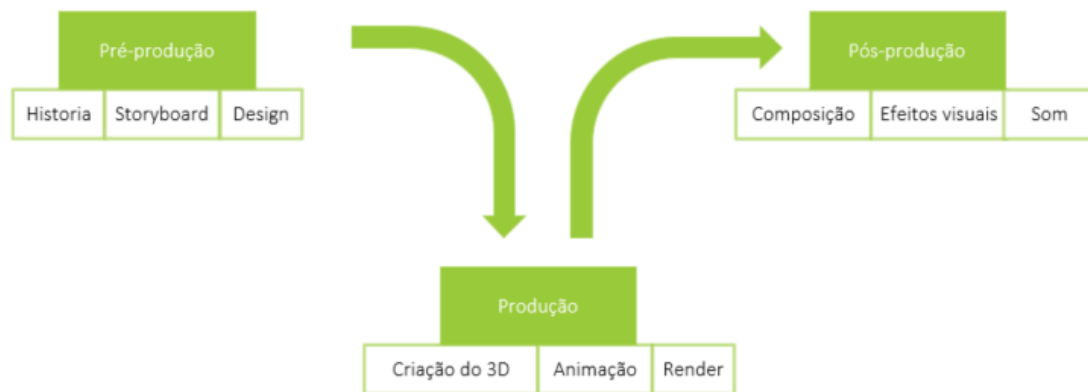 Pré-produção
Historia Storyboard Design
Pós-produção
Composição Efeitos visuais Som
Produção
Criação do 3D Animação Render